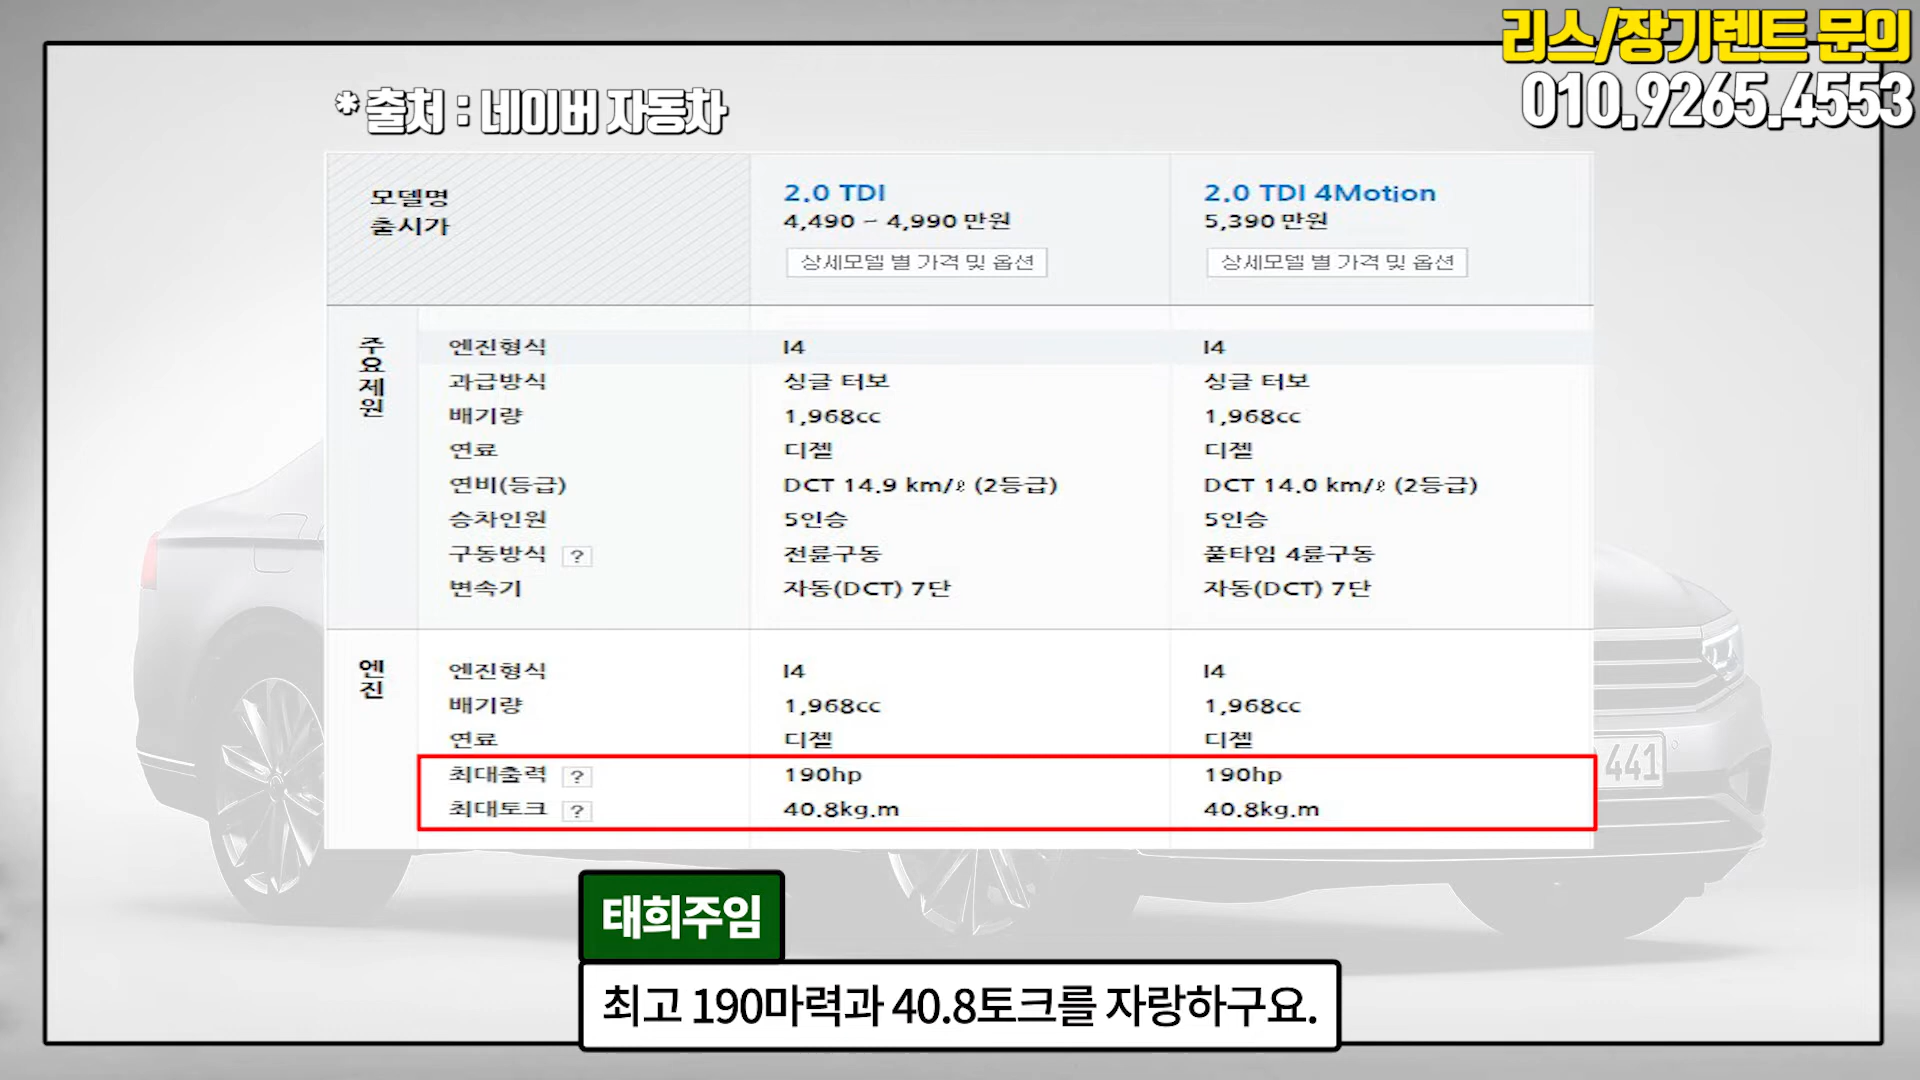 리스/장기렌트 문의
010.9265.4553
* 출처 : 네이버 자동차
모델명 2.0 TDI 2.0 TDI 4Motion
출시가 4,490 ~ 4,990 만원 5,390 만원
상세모델 별 가격 및 옵션 상세모델 별 가격 및 옵션
주요제원
엔진형식 I4 I4
과급방식 싱글 터보 싱글 터보
배기량 1,968cc 1,968cc
연료 디젤 디젤
연비(등급) DCT 14.9 km/ℓ (2등급) DCT 14.0 km/ℓ (2등급)
승차인원 5인승 5인승
구동방식 ? 전륜구동 풀타임 4륜구동
변속기 자동(DCT) 7단 자동(DCT) 7단
엔진
엔진형식 I4 I4
배기량 1,968cc 1,968cc
연료 디젤 디젤
최대출력 ? 190hp 190hp
최대토크 ? 40.8kg.m 40.8kg.m
441
태희주임
최고 190마력과 40.8토크를 자랑하구요.